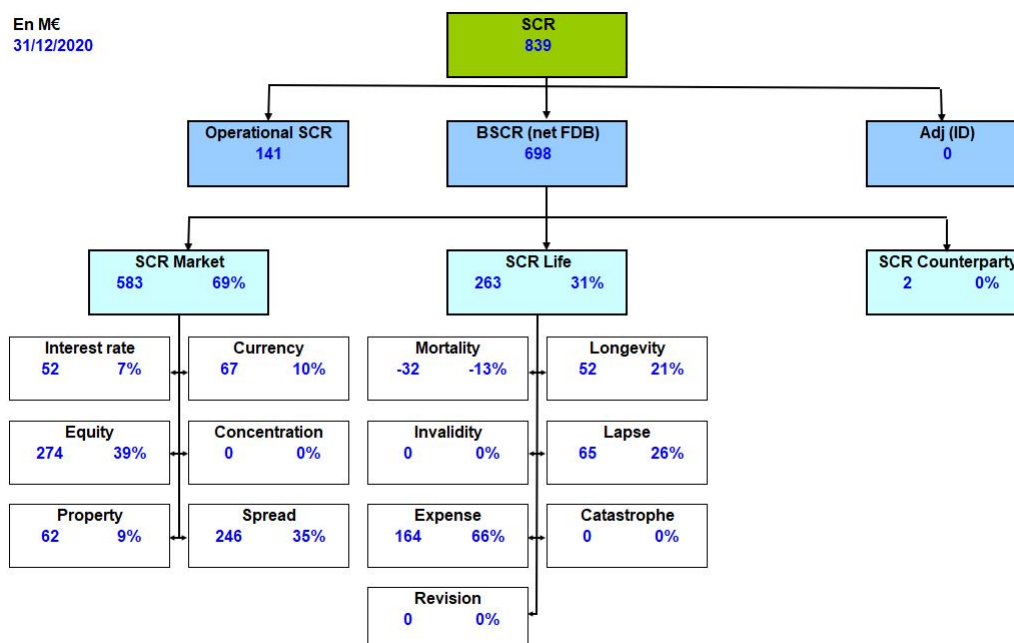 En M€
31/12/2020
SCR
839
Operational SCR
141
BSCR (net FDB)
698
Adj (ID)
0
SCR Market
583 69%
SCR Life
263 31%
SCR Counterparty
2 0%
Interest rate
52 7%
Currency
67 10%
Mortality
-32 -13%
Longevity
52 21%
Equity
274 39%
Concentration
0 0%
Invalidity
0 0%
Lapse
65 26%
Property
62 9%
Spread
246 35%
Expense
164 66%
Catastrophe
0 0%
Revision
0 0%